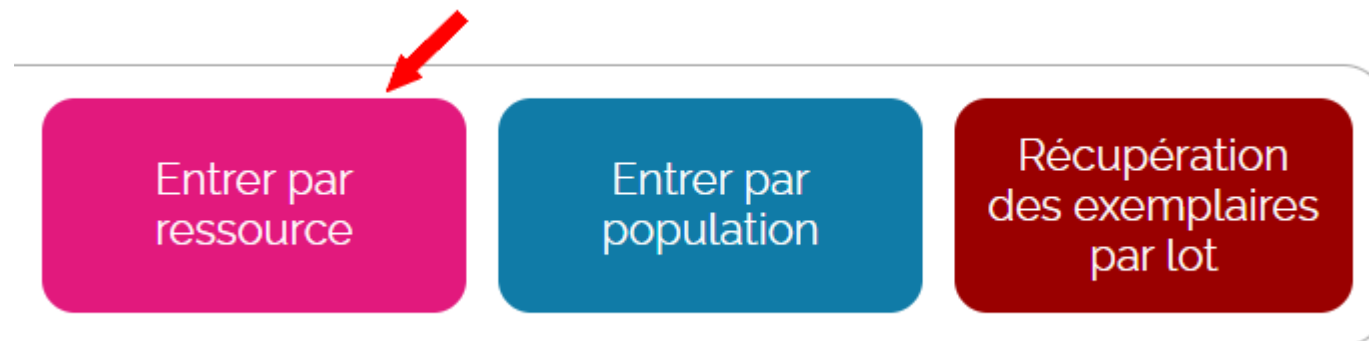 Entrer par
ressource
Entrer par
population
Récupération
des exemplaires
par lot